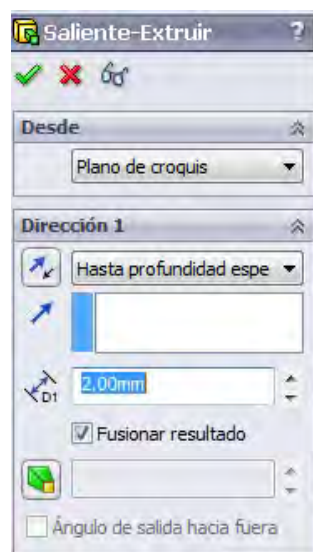 Saliente-Extruir ?
Desde
Plano de croquis
Dirección 1
Hasta profundidad espe
D1
2,00mm
Fusionar resultado
Ángulo de salida hacia fuera